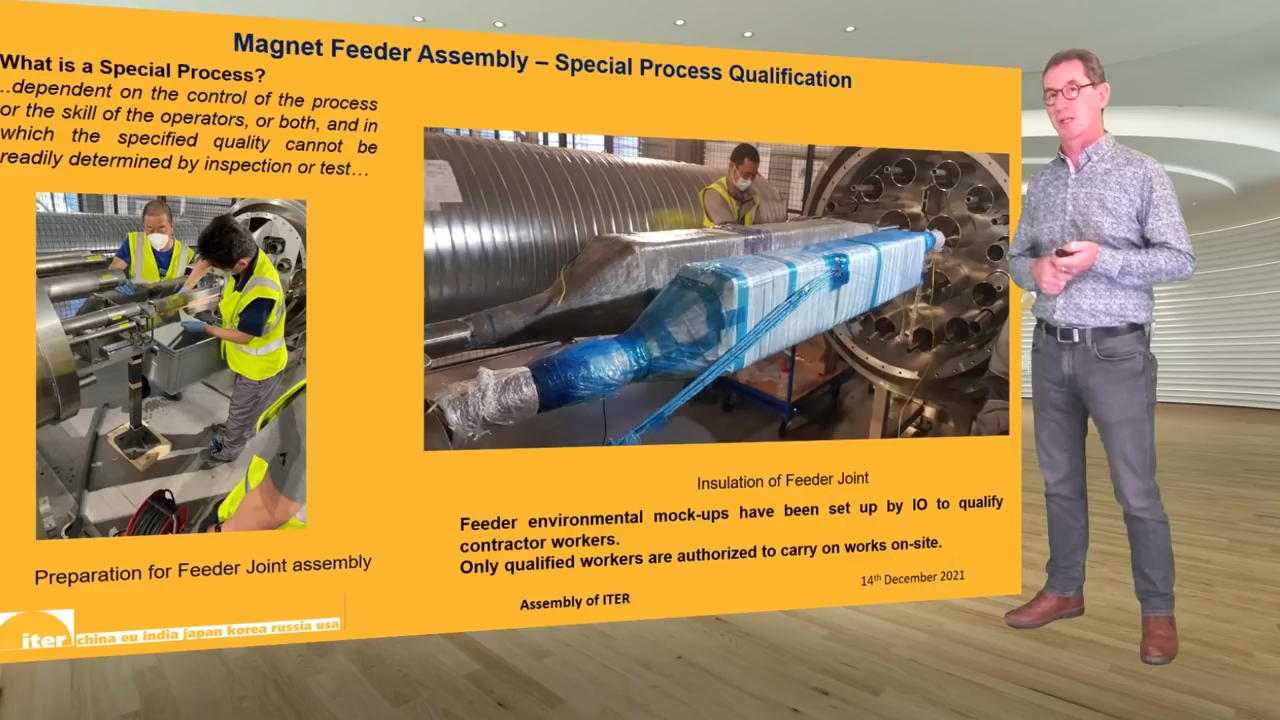 Magnet Feeder Assembly – Special Process Qualification
What is a Special Process?
..dependent on the control of the process
or the skill of the operators, or both, and in
which the specified quality cannot be
readily determined by inspection or test…
Insulation of Feeder Joint
Feeder environmental mock-ups have been set up by IO to qualify
contractor workers.
Only qualified workers are authorized to carry on works on-site.
Preparation for Feeder Joint assembly
14th December 2021
Assembly of ITER
iter china eu india japan korea russia usa